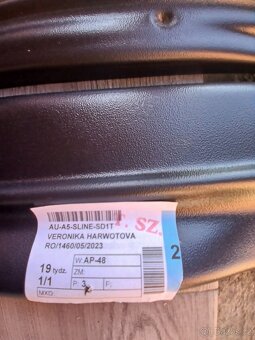 AU-A5-SLINE-SD1T
VERONIKA HARWOTOVA
RO/1460/05/2023
T. SZ.
2
W: AP-48
19 tydz. ZM:
1/1 P: 3 F:
NIXO: